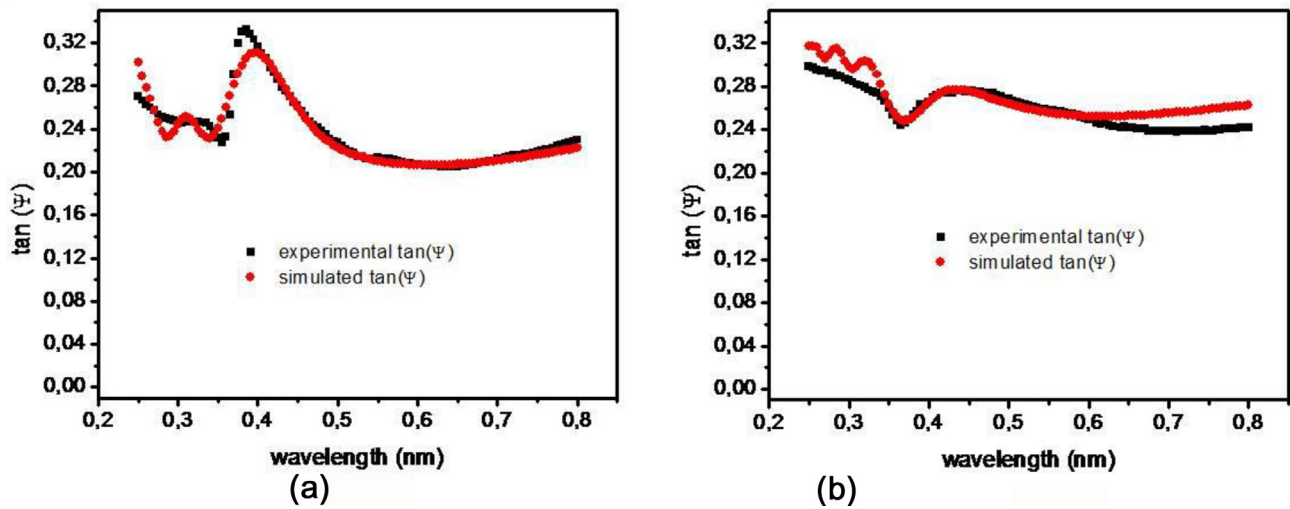 0,32
0,28
0,24
0,20
0,16
0,12
0,08
0,04
0,00
tan (Ψ)
experimental tan(Ψ)
simulated tan(Ψ)
0,2 0,3 0,4 0,5 0,6 0,7 0,8
wavelength (nm)
(a)
0,32
0,28
0,24
0,20
0,16
0,12
0,08
0,04
0,00
tan (Ψ)
experimental tan(Ψ)
simulated tan(Ψ)
0,2 0,3 0,4 0,5 0,6 0,7 0,8
wavelength (nm)
(b)